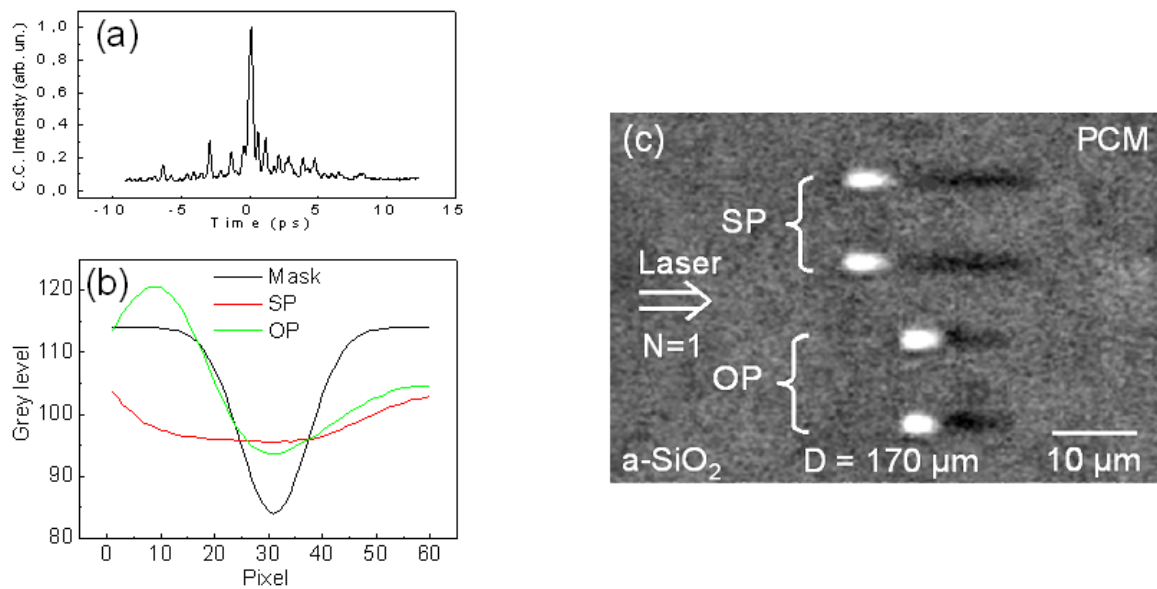 (a)
C.C. Intensity (arb. un.)
1,0
0,8
0,6
0,4
0,2
0,0
-10 -5 0 5 10 15
Time (ps)
(b)
Mask
SP
OP
Grey level
120
110
100
90
80
0 10 20 30 40 50 60
Pixel
(c)
PCM
SP
Laser
N=1
OP
a-SiO₂ D = 170 µm 10 µm